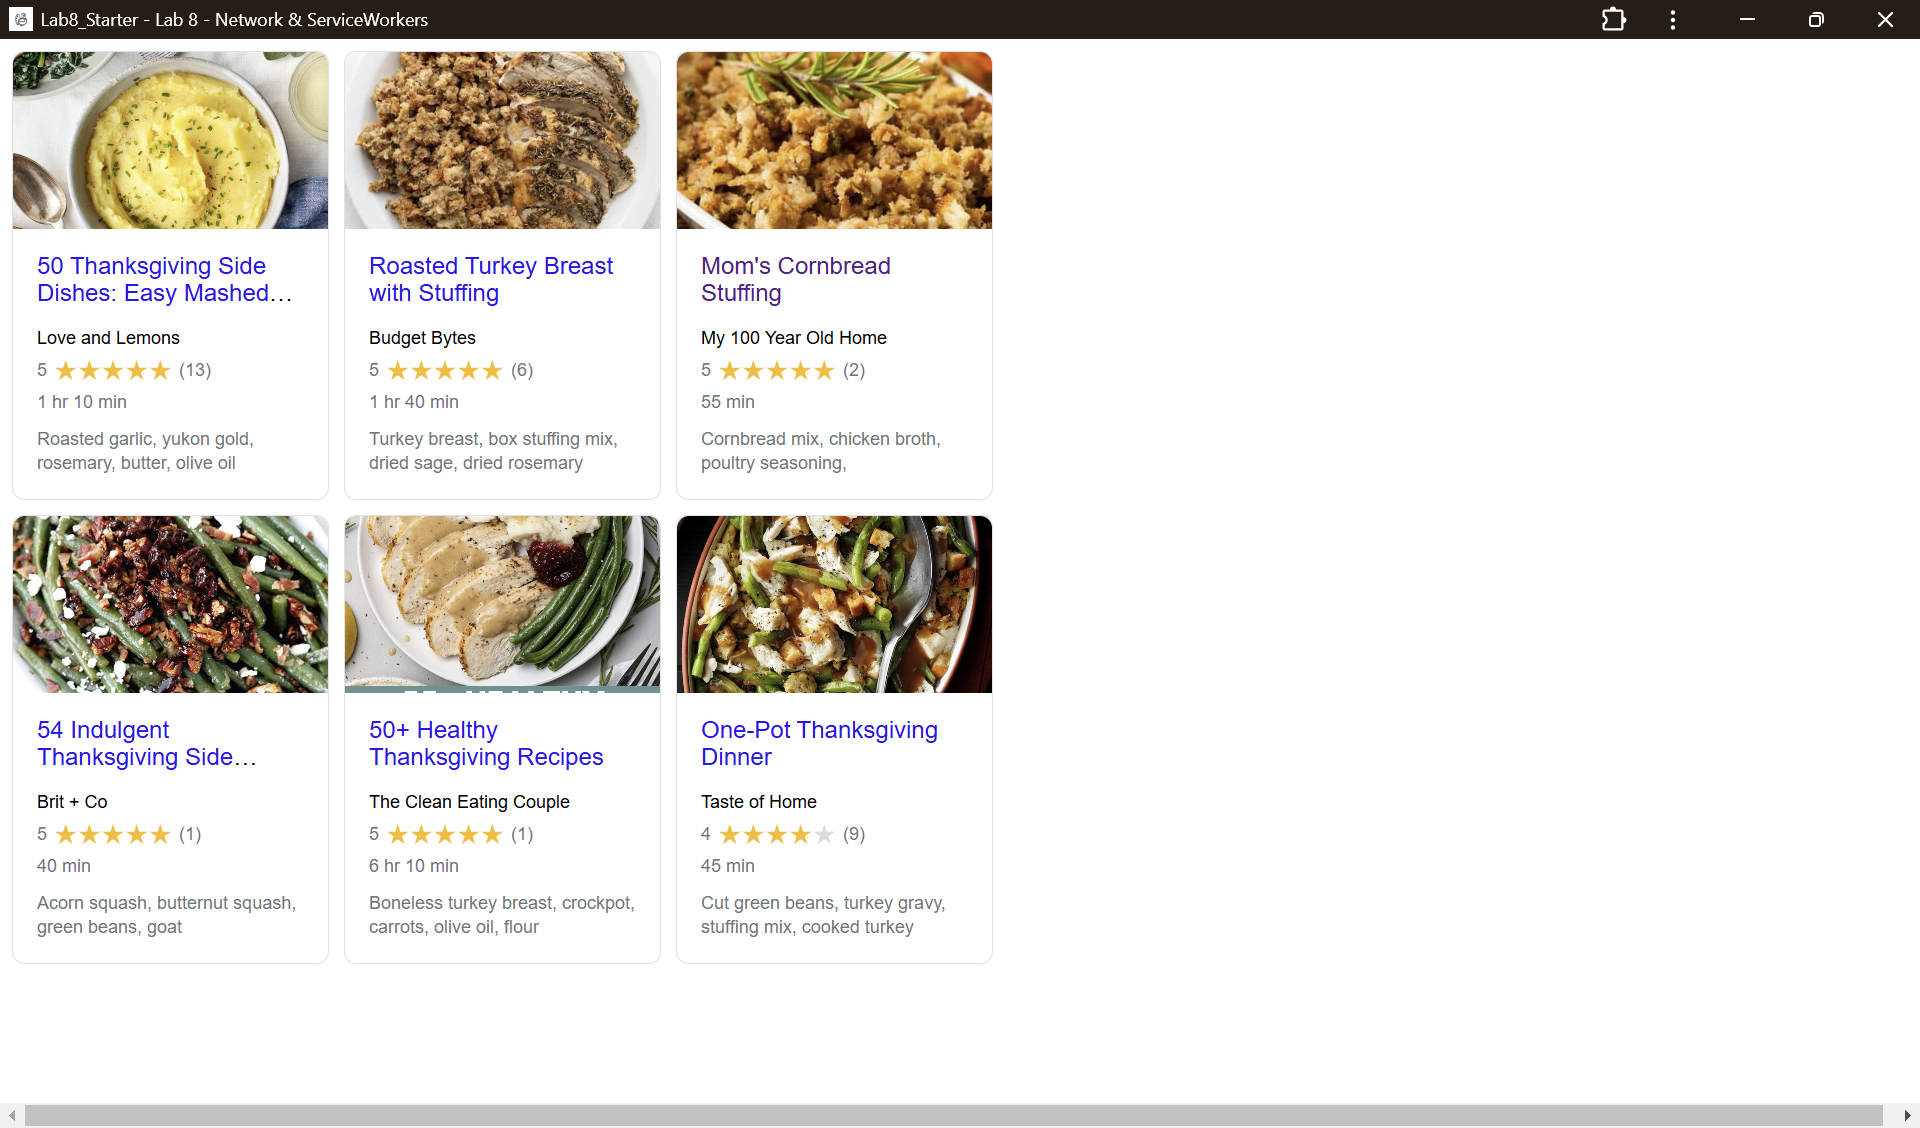 Lab8_Starter - Lab 8 - Network & ServiceWorkers
50 Thanksgiving Side
Dishes: Easy Mashed…
Love and Lemons
5 ★★★★★ (13)
1 hr 10 min
Roasted garlic, yukon gold,
rosemary, butter, olive oil
Roasted Turkey Breast
with Stuffing
Budget Bytes
5 ★★★★★ (6)
1 hr 40 min
Turkey breast, box stuffing mix,
dried sage, dried rosemary
Mom's Cornbread
Stuffing
My 100 Year Old Home
5 ★★★★★ (2)
55 min
Cornbread mix, chicken broth,
poultry seasoning,
54 Indulgent
Thanksgiving Side…
Brit + Co
5 ★★★★★ (1)
40 min
Acorn squash, butternut squash,
green beans, goat
50+ Healthy
Thanksgiving Recipes
The Clean Eating Couple
5 ★★★★★ (1)
6 hr 10 min
Boneless turkey breast, crockpot,
carrots, olive oil, flour
One-Pot Thanksgiving
Dinner
Taste of Home
4 ★★★★★ (9)
45 min
Cut green beans, turkey gravy,
stuffing mix, cooked turkey